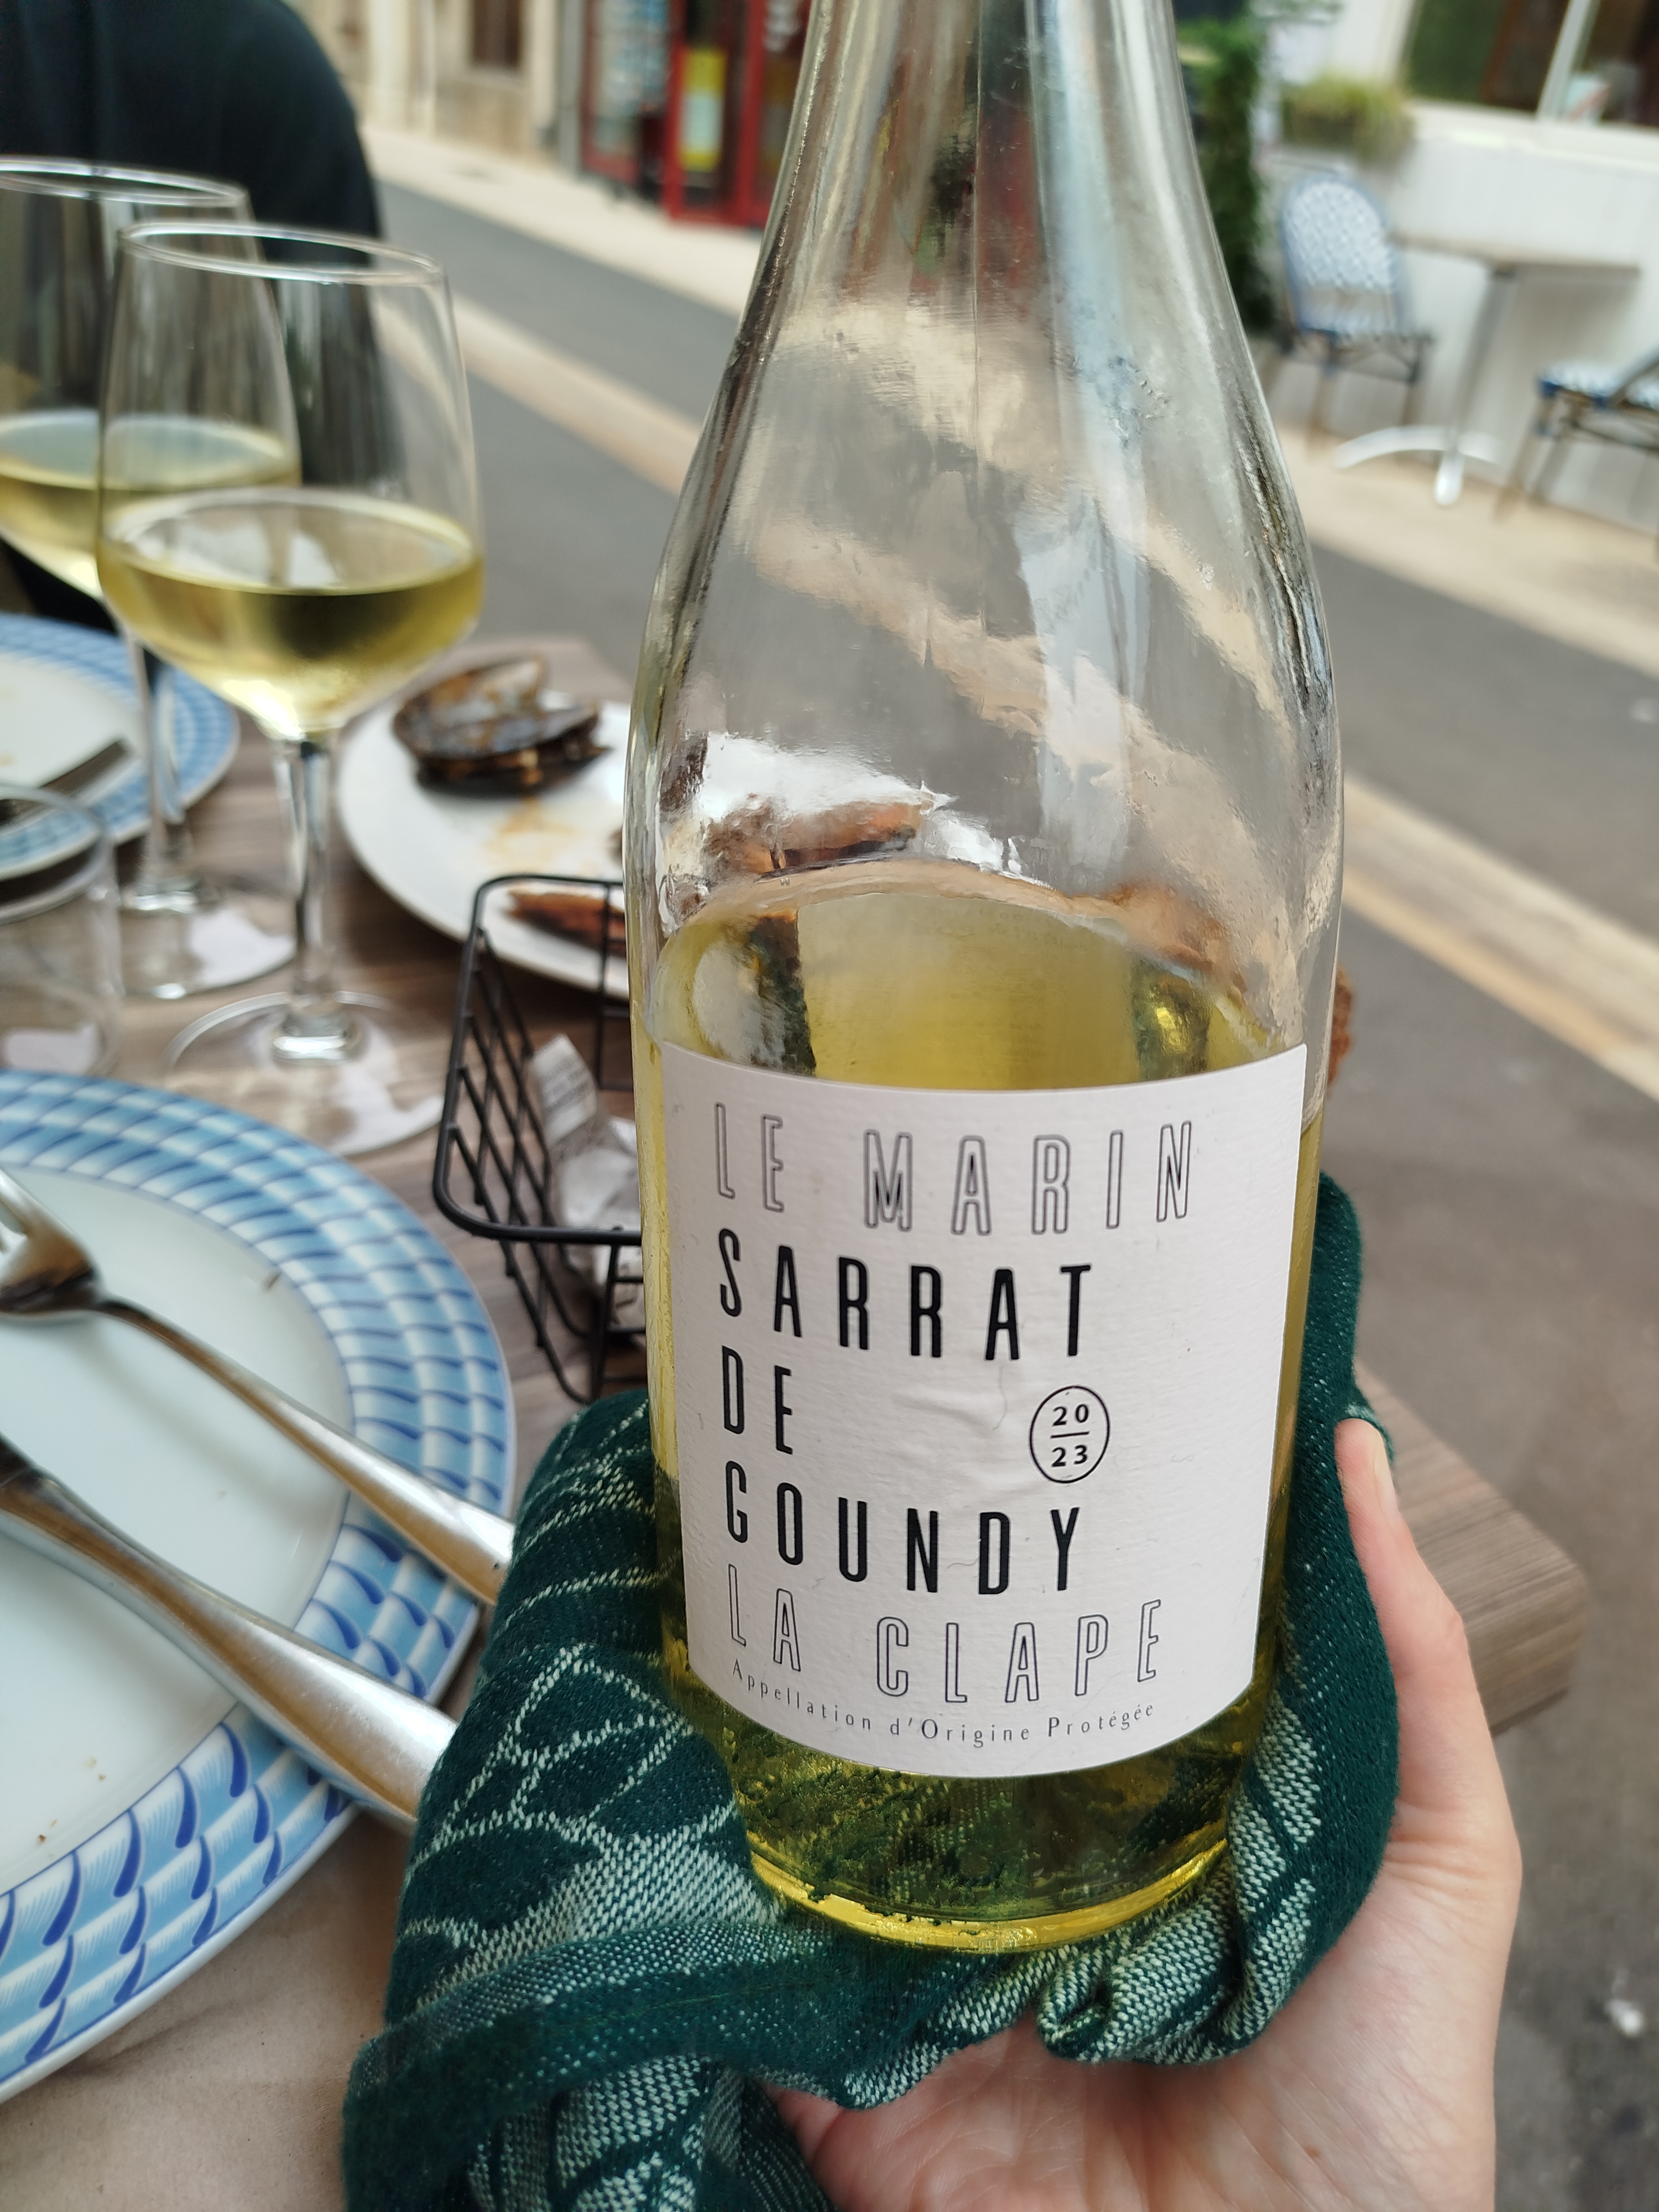 LE MARIN
SARRAT
DE
20
23
GOUNDY
LA CLAPE
Appellation d'Origine Protégée